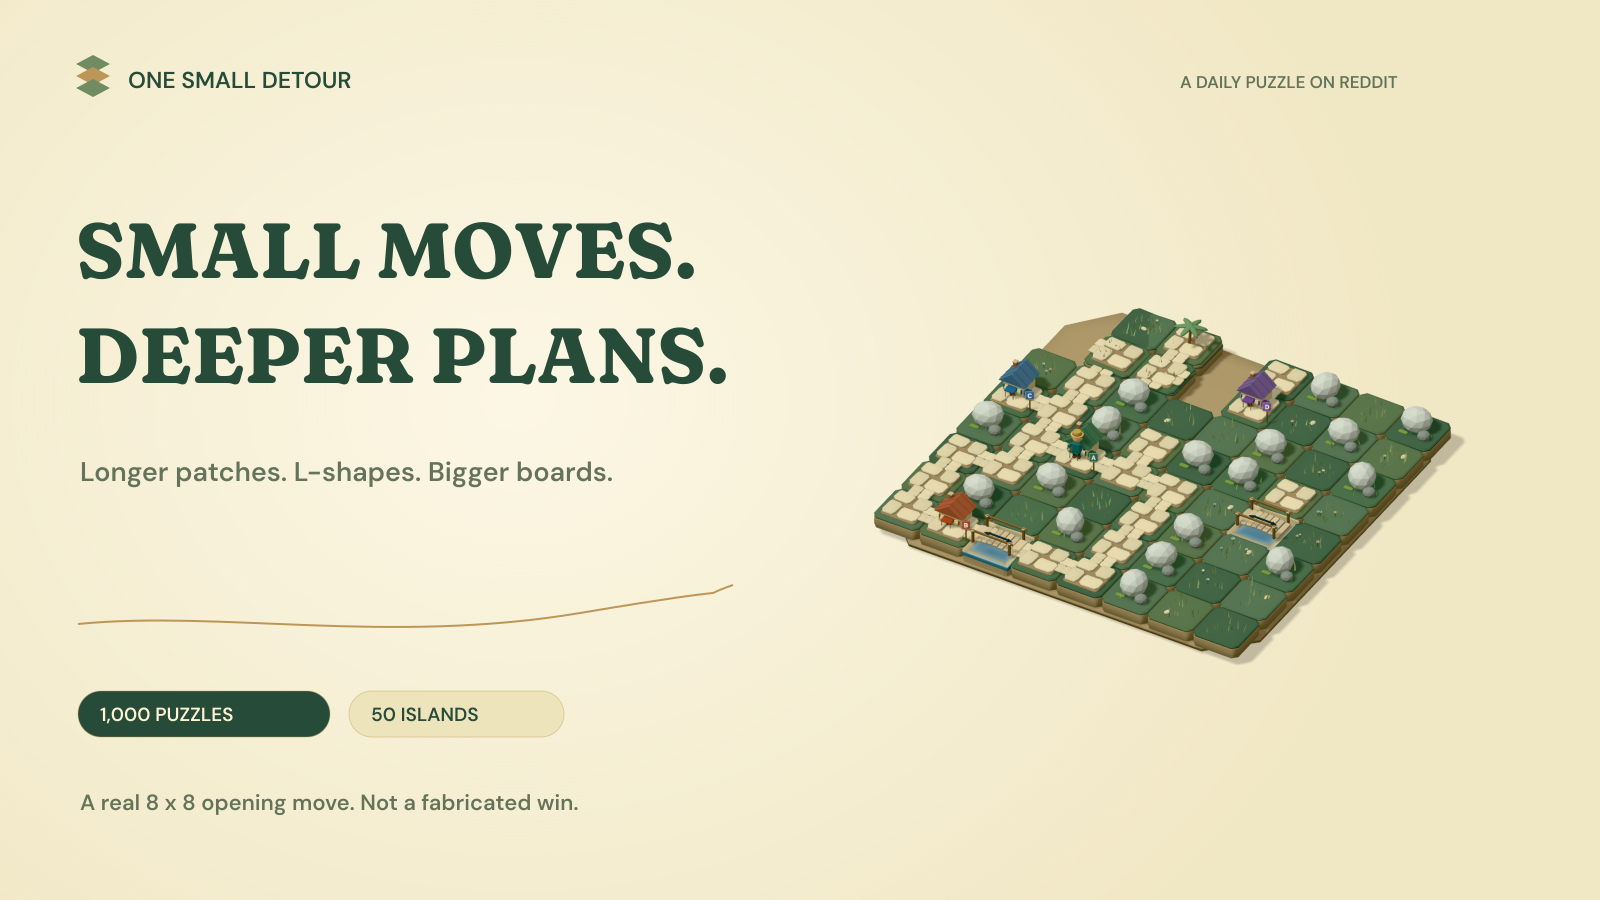 ONE SMALL DETOUR
A DAILY PUZZLE ON REDDIT
SMALL MOVES.
DEEPER PLANS.
Longer patches. L-shapes. Bigger boards.
C
D
A
B
1,000 PUZZLES
50 ISLANDS
A real 8 x 8 opening move. Not a fabricated win.